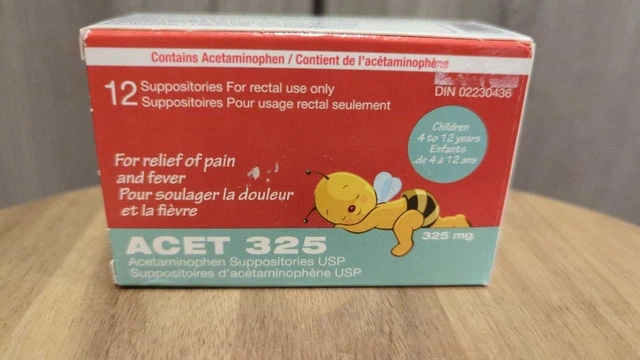 Contains Acetaminophen / Contient de l'acétaminophène
12 Suppositories For rectal use only
Suppositoires Pour usage rectal seulement
DIN 02230436
Children
4 to 12 years
Enfants
de 4 à 12 ans
For relief of pain
and fever
Pour soulager la douleur
et la fièvre
325 mg
ACET 325
Acetaminophen Suppositories USP
Suppositoires d'acétaminophène USP